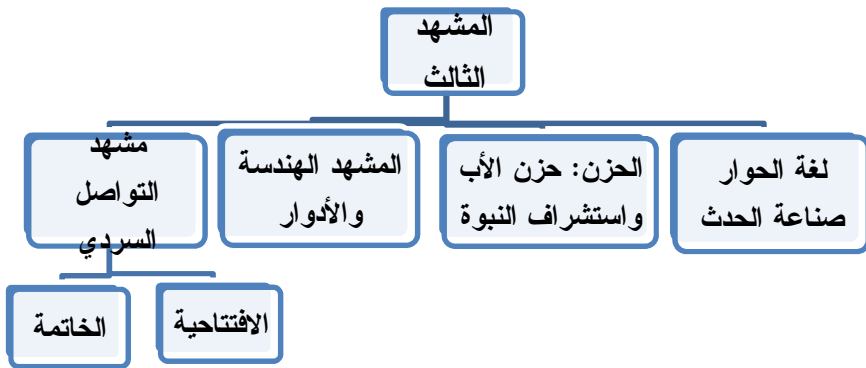 المشهد
الثالث
لغة الحوار
صناعة الحدث
الحزن: حزن الأب
واستشراف النبوة
المشهد الهندسة
والأدوار
مشهد
التواصل
السردي
الافتتاحية
الخاتمة